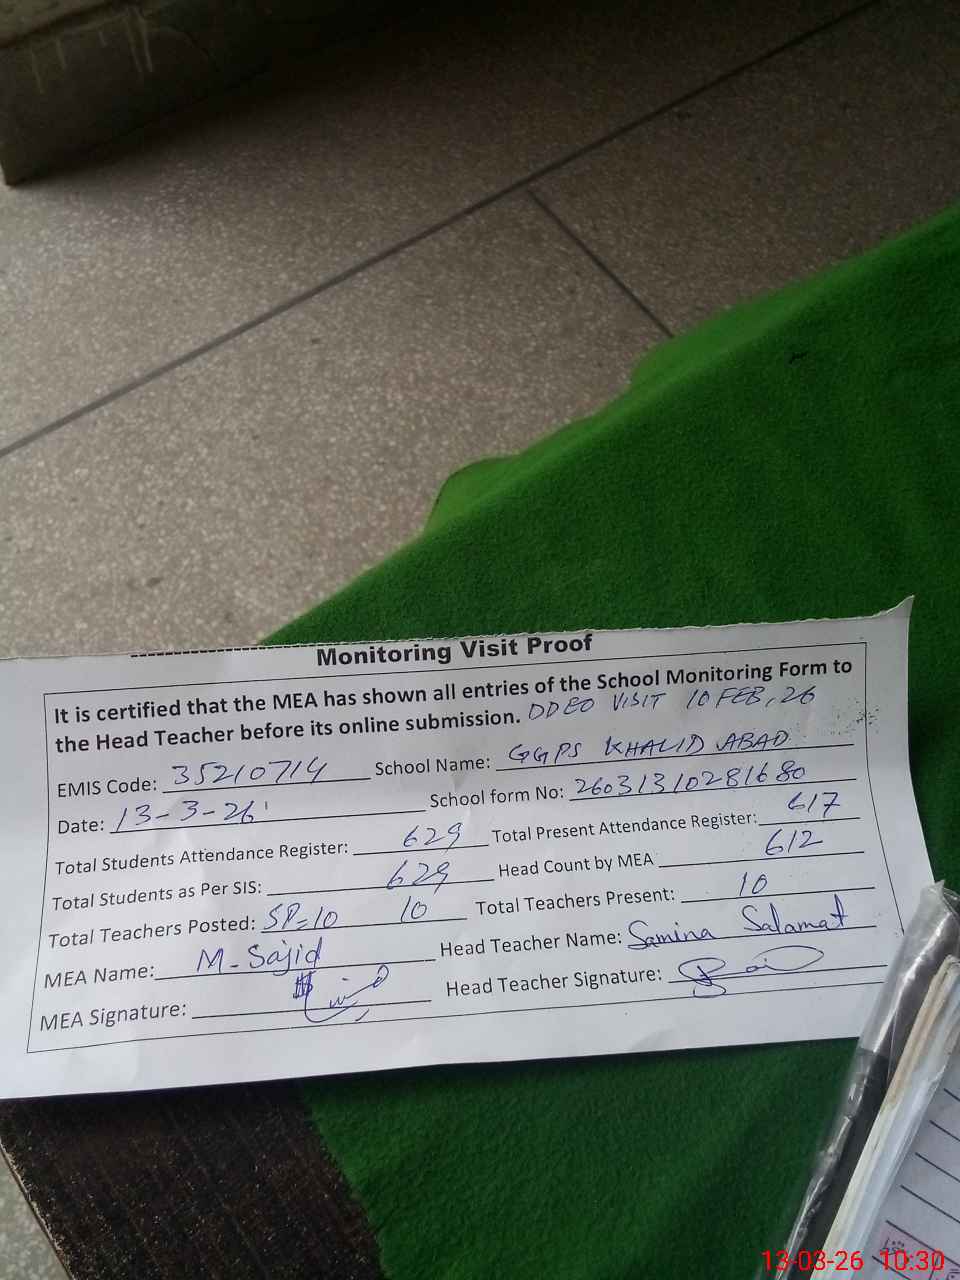 Monitoring Visit Proof
It is certified that the MEA has shown all entries of the School Monitoring Form to
the Head Teacher before its online submission. DDEO VISIT 10 FEB, 26
EMIS Code: 35210714 School Name: GGPS KHALID ABAD
Date: 13-3-26 School form No: 26031310281680
Total Students Attendance Register: 629 Total Present Attendance Register: 617
Total Students as Per SIS: 629 Head Count by MEA 612
Total Teachers Posted: SP=10 10 Total Teachers Present: 10
MEA Name: M-Sajid Head Teacher Name: Samina Salamat
MEA Signature: Head Teacher Signature:
13-03-26 10:30